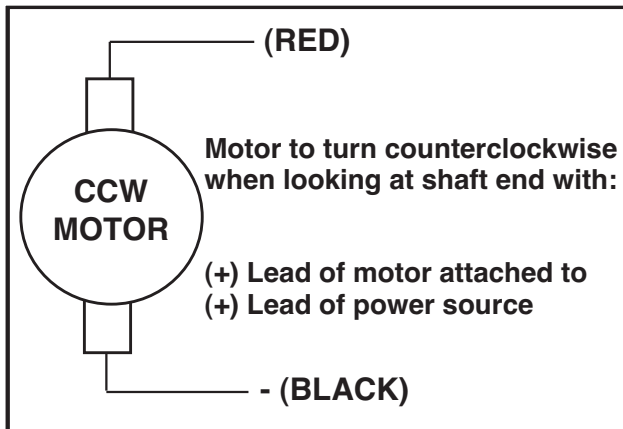 (RED)
Motor to turn counterclockwise
when looking at shaft end with:
CCW
MOTOR
(+) Lead of motor attached to
(+) Lead of power source
- (BLACK)